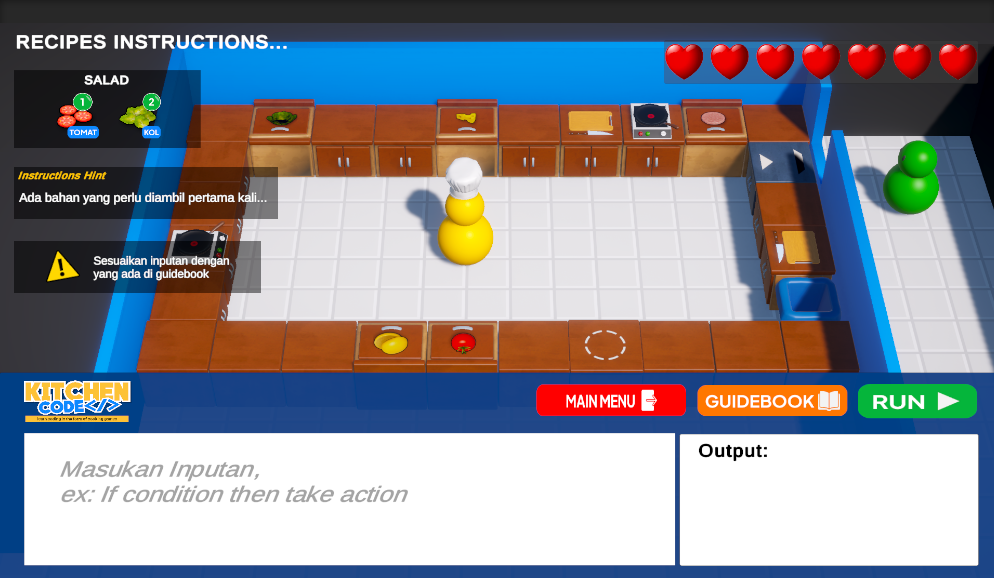 RECIPES INSTRUCTIONS...
SALAD
1
2
TOMAT
KOL
Instructions Hint
Ada bahan yang perlu diambil pertama kali...
Sesuaikan inputan dengan
yang ada di guidebook
KITCHEN
CODE</>
MAIN MENU
GUIDEBOOK
RUN
Masukan Inputan,
ex: If condition then take action
Output: